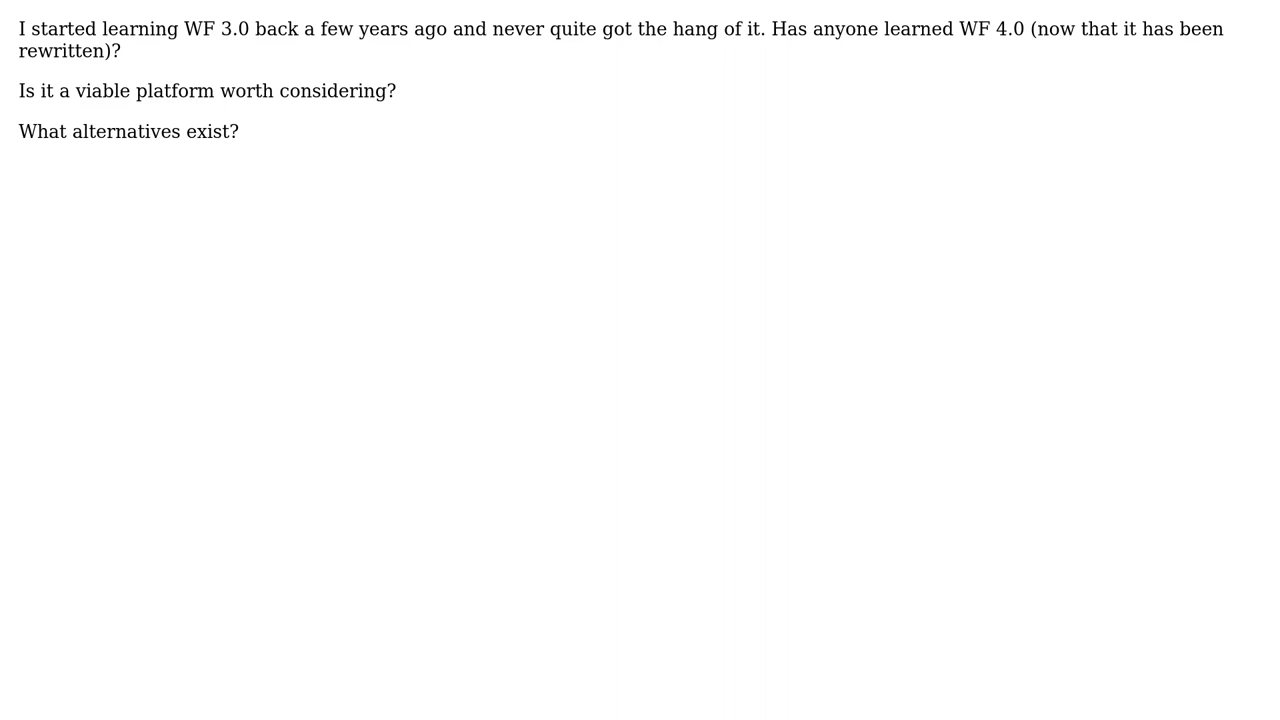 I started learning WF 3.0 back a few years ago and never quite got the hang of it. Has anyone learned WF 4.0 (now that it has been
rewritten)?
Is it a viable platform worth considering?
What alternatives exist?